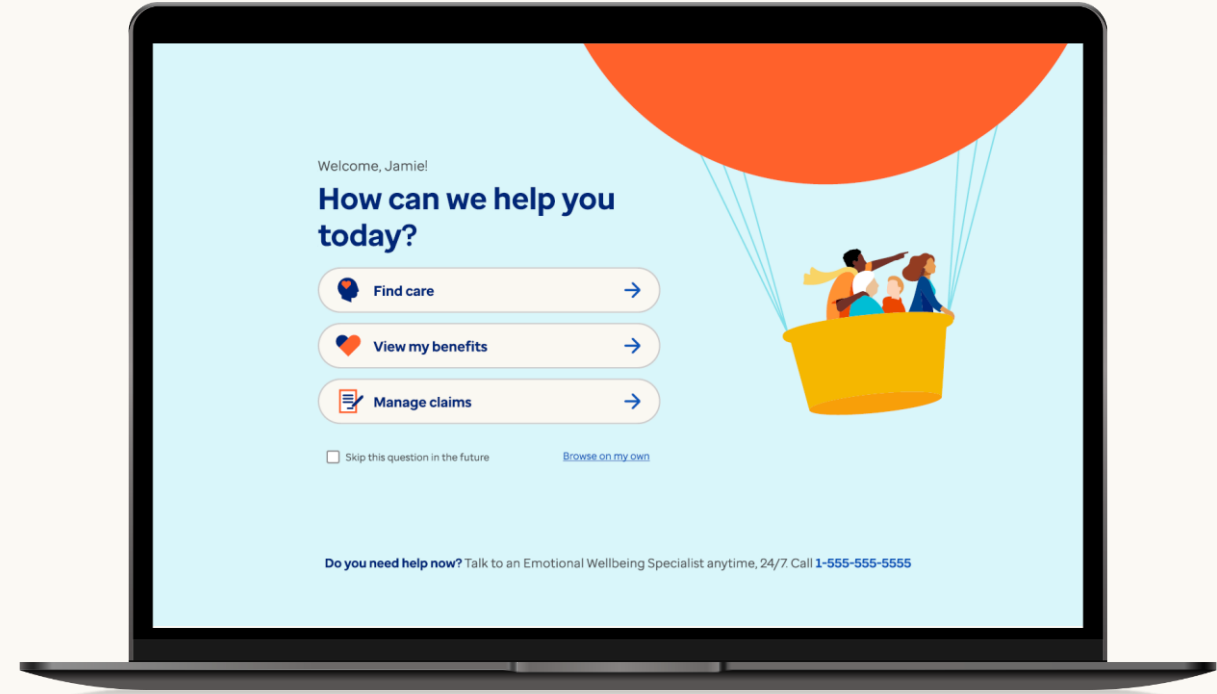 Welcome, Jamie!
How can we help you
today?
Find care
View my benefits
Manage claims
Skip this question in the future
Browse on my own
Do you need help now? Talk to an Emotional Wellbeing Specialist anytime, 24/7. Call 1-555-555-5555